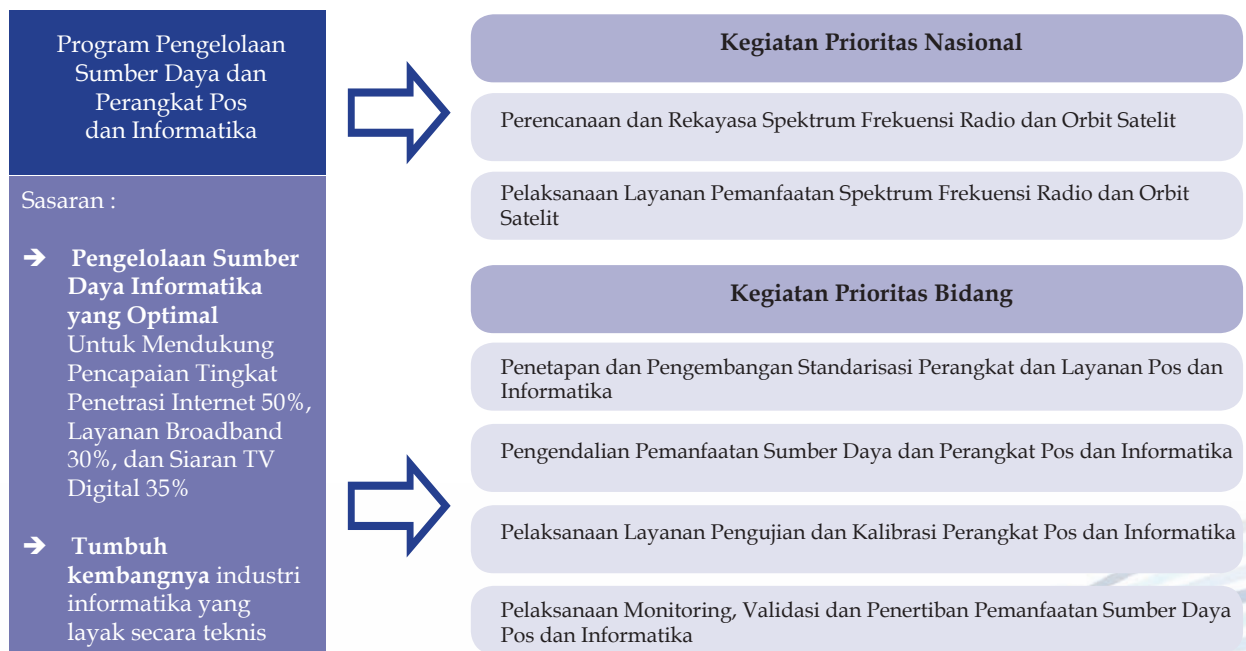 Program Pengelolaan
Sumber Daya dan
Perangkat Pos
dan Informatika
Sasaran :
➔ Pengelolaan Sumber
Daya Informatika
yang Optimal
Untuk Mendukung
Pencapaian Tingkat
Penetrasi Internet 50%,
Layanan Broadband
30%, dan Siaran TV
Digital 35%
➔ Tumbuh
kembangnya industri
informatika yang
layak secara teknis
Kegiatan Prioritas Nasional
Perencanaan dan Rekayasa Spektrum Frekuensi Radio dan Orbit Satelit
Pelaksanaan Layanan Pemanfaatan Spektrum Frekuensi Radio dan Orbit
Satelit
Kegiatan Prioritas Bidang
Penetapan dan Pengembangan Standarisasi Perangkat dan Layanan Pos dan
Informatika
Pengendalian Pemanfaatan Sumber Daya dan Perangkat Pos dan Informatika
Pelaksanaan Layanan Pengujian dan Kalibrasi Perangkat Pos dan Informatika
Pelaksanaan Monitoring, Validasi dan Penertiban Pemanfaatan Sumber Daya
Pos dan Informatika